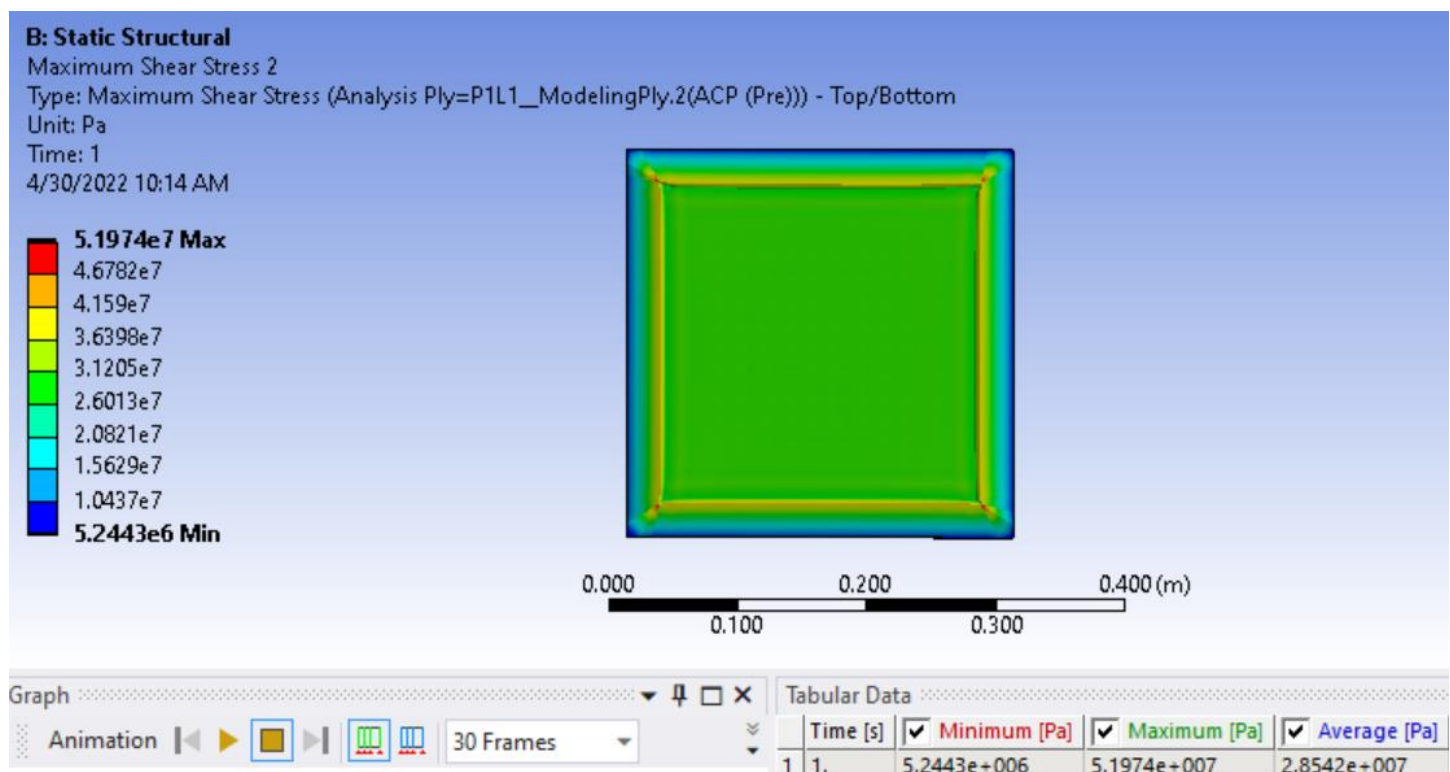 B: Static Structural
Maximum Shear Stress 2
Type: Maximum Shear Stress (Analysis Ply=P1L1__ModelingPly.2(ACP (Pre))) - Top/Bottom
Unit: Pa
Time: 1
4/30/2022 10:14 AM
5.1974e7 Max
4.6782e7
4.159e7
3.6398e7
3.1205e7
2.6013e7
2.0821e7
1.5629e7
1.0437e7
5.2443e6 Min
0.000 0.200 0.400 (m)
0.100 0.300
Graph
Animation 30 Frames
Tabular Data
Time [s] Minimum [Pa] Maximum [Pa] Average [Pa]
1 1. 5.2443e+006 5.1974e+007 2.8542e+007